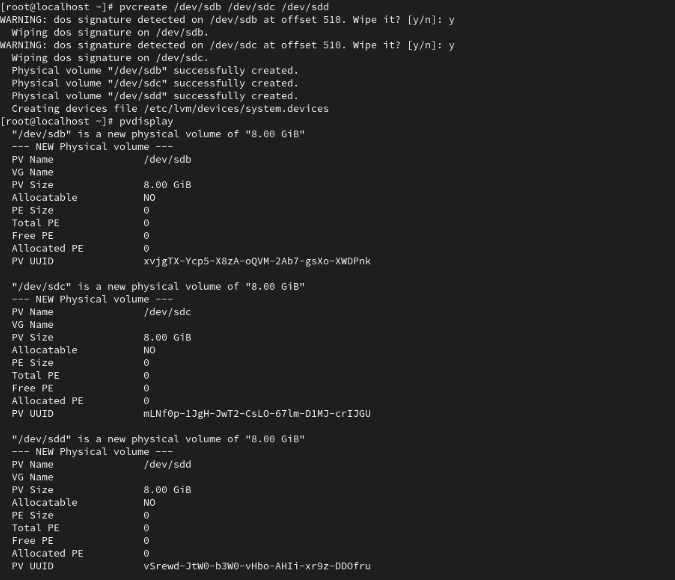 [root@localhost ~]# pvcreate /dev/sdb /dev/sdc /dev/sdd
WARNING: dos signature detected on /dev/sdb at offset 510. Wipe it? [y/n]: y
  Wiping dos signature on /dev/sdb.
WARNING: dos signature detected on /dev/sdc at offset 510. Wipe it? [y/n]: y
  Wiping dos signature on /dev/sdc.
  Physical volume "/dev/sdb" successfully created.
  Physical volume "/dev/sdc" successfully created.
  Physical volume "/dev/sdd" successfully created.
  Creating devices file /etc/lvm/devices/system.devices
[root@localhost ~]# pvdisplay
  "/dev/sdb" is a new physical volume of "8.00 GiB"
  --- NEW Physical volume ---
  PV Name               /dev/sdb
  VG Name
  PV Size               8.00 GiB
  Allocatable           NO
  PE Size               0
  Total PE              0
  Free PE               0
  Allocated PE          0
  PV UUID               xvjgTX-Ycp5-X8zA-oQVM-2Ab7-gsXo-XWDPnk

  "/dev/sdc" is a new physical volume of "8.00 GiB"
  --- NEW Physical volume ---
  PV Name               /dev/sdc
  VG Name
  PV Size               8.00 GiB
  Allocatable           NO
  PE Size               0
  Total PE              0
  Free PE               0
  Allocated PE          0
  PV UUID               mLNf0p-1JgH-JwT2-CsLO-67lm-D1MJ-crIJGU

  "/dev/sdd" is a new physical volume of "8.00 GiB"
  --- NEW Physical volume ---
  PV Name               /dev/sdd
  VG Name
  PV Size               8.00 GiB
  Allocatable           NO
  PE Size               0
  Total PE              0
  Free PE               0
  Allocated PE          0
  PV UUID               vSrewd-JtW0-b3W0-vHbo-AHIi-xr9z-DDOfru